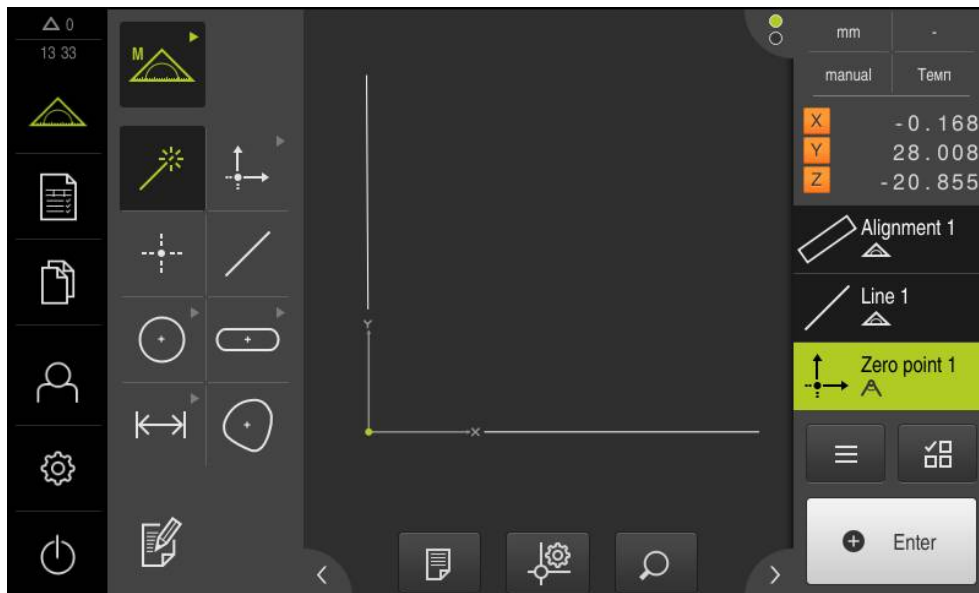 0
13 33
M
mm
-
manual
Темп
X -0.168
Y 28.008
Z -20.855
Alignment 1
Line 1
Zero point 1
Y
X
Enter